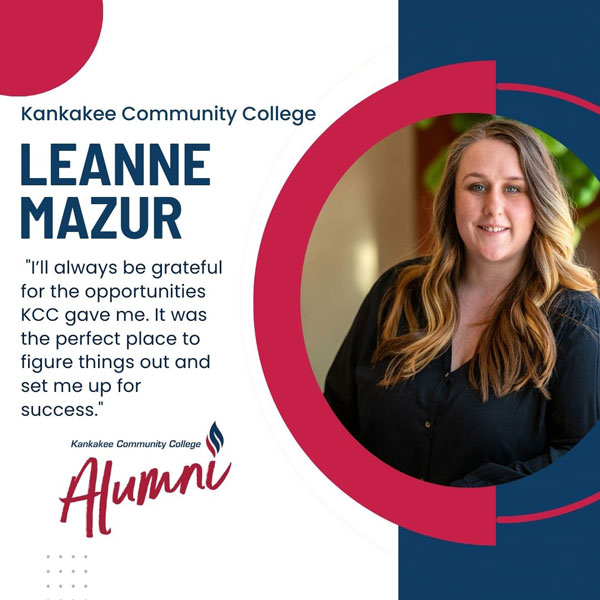 Kankakee Community College
LEANNE
MAZUR
"I'll always be grateful
for the opportunities
KCC gave me. It was
the perfect place to
figure things out and
set me up for
success."
Kankakee Community College
Alumni